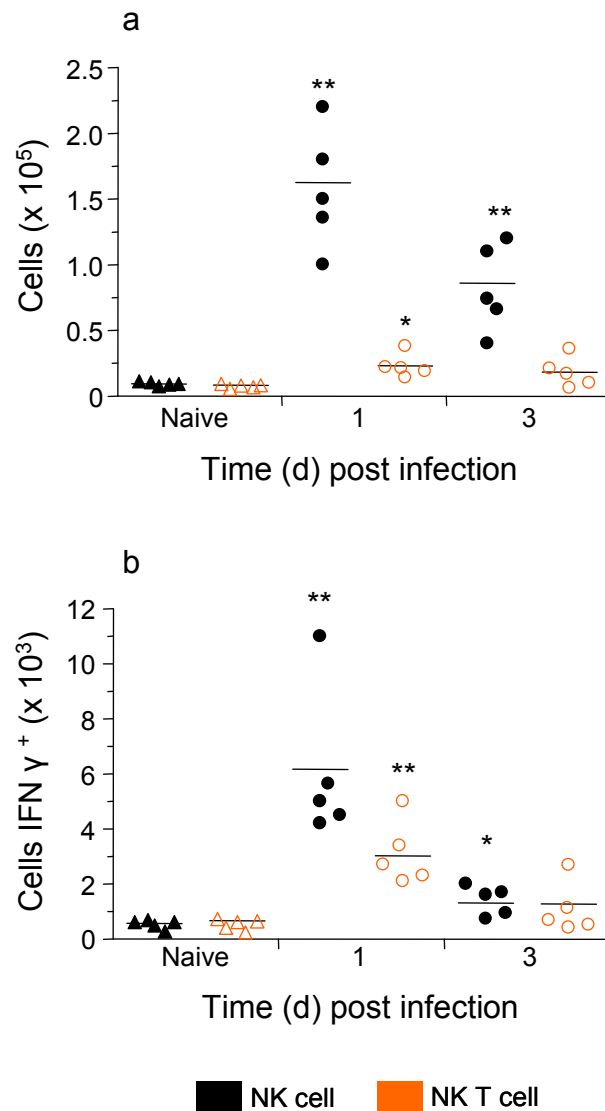 a
Cells (x 10⁵)
2.5
2.0
1.5
1.0
0.5
0
**
*
**
Naive 1 3
Time (d) post infection
b
Cells IFN γ ⁺ (x 10³)
12
10
8
6
4
2
0
**
**
*
Naive 1 3
Time (d) post infection
NK cell NK T cell